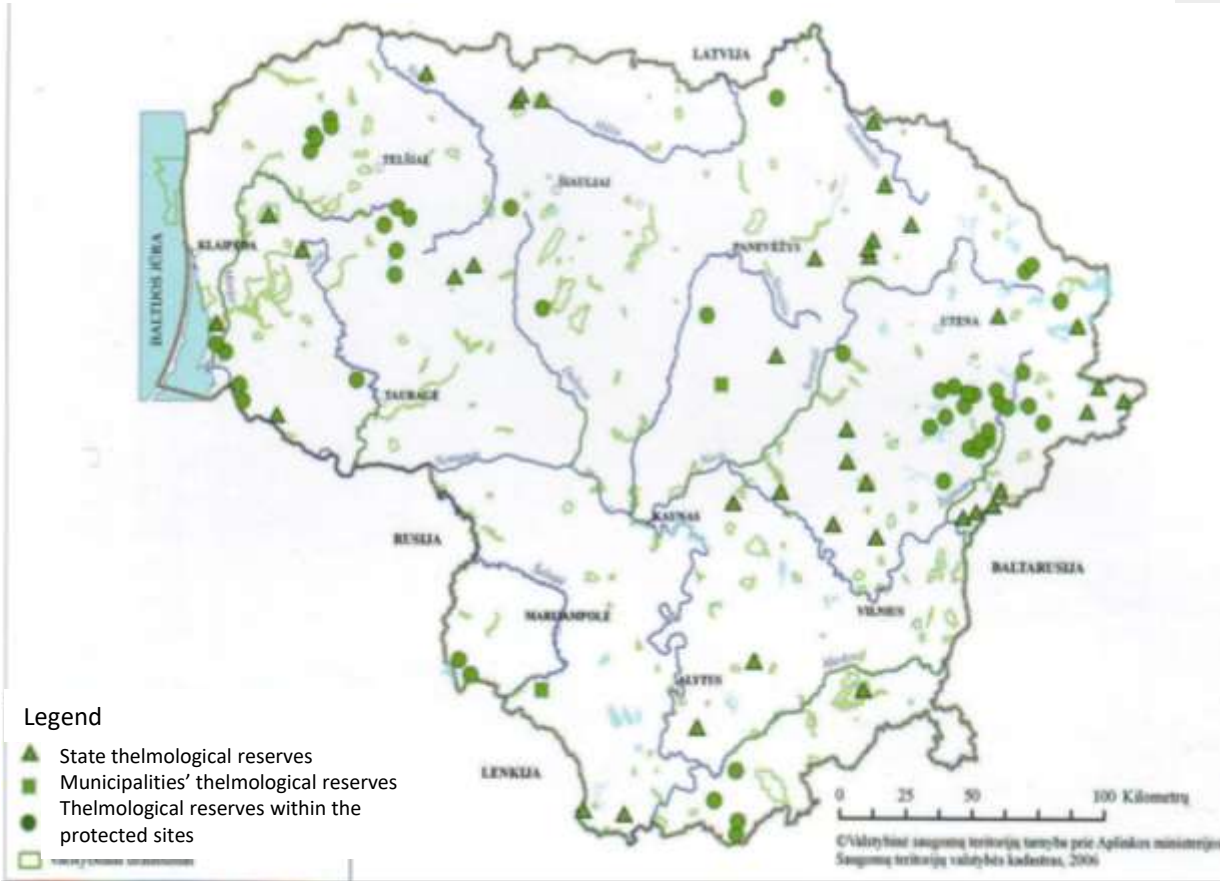 LATVIJA
TELŠIAI
ŠIAULIAI
KLAIPĖDA
PANEVĖŽYS
BALTIJOS JŪRA
UTENA
TAURAGĖ
Nemunas
KAUNAS
RUSIJA
BALTARUSIJA
MARIJAMPOLĖ
VILNIUS
ALYTUS
LENKIJA
Legend
State thelmological reserves
Municipalities' thelmological reserves
Thelmological reserves within the
protected sites
0 25 50 100 Kilometrų
©Valstybinė saugomų teritorijų tarnyba prie Aplinkos ministerijos
Saugomų teritorijų valstybės kadastras, 2006